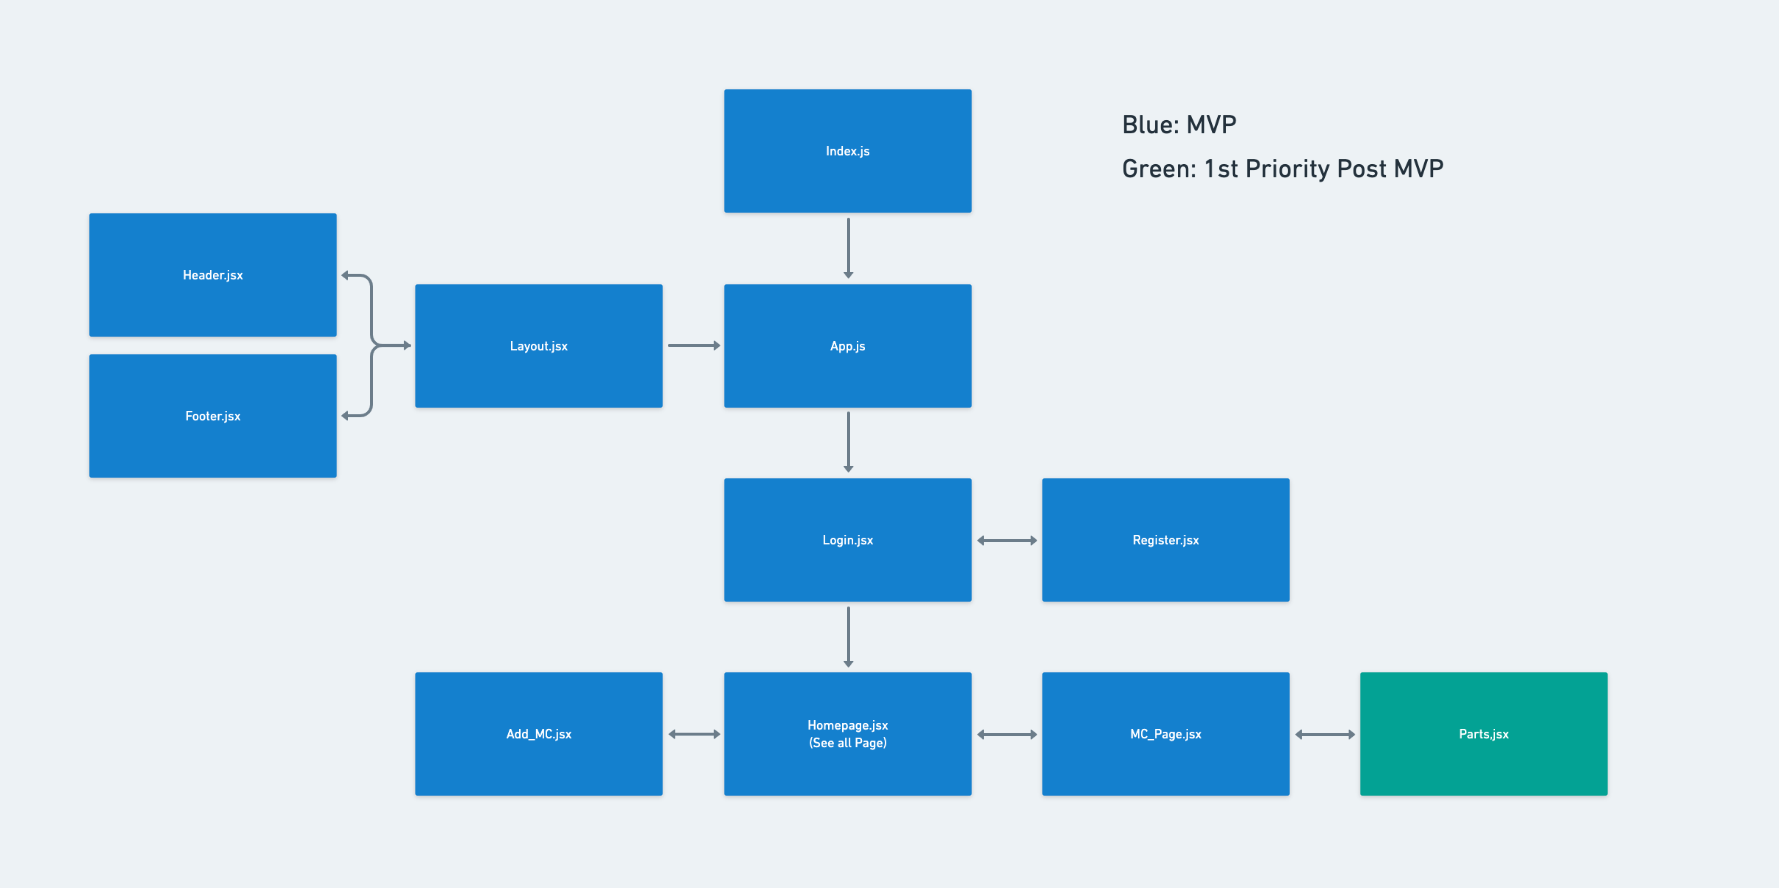 Index.js
Blue: MVP
Green: 1st Priority Post MVP
Header.jsx
Layout.jsx
App.js
Footer.jsx
Login.jsx
Register.jsx
Add_MC.jsx
Homepage.jsx
(See all Page)
MC_Page.jsx
Parts,jsx